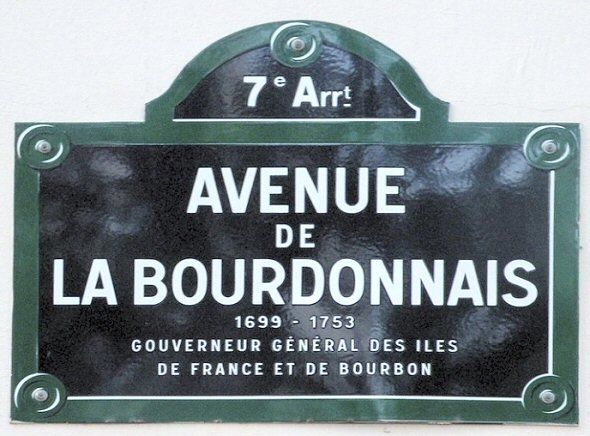 7e Arrt
AVENUE
DE
LA BOURDONNAIS
1699 - 1753
GOUVERNEUR GÉNÉRAL DES ILES
DE FRANCE ET DE BOURBON